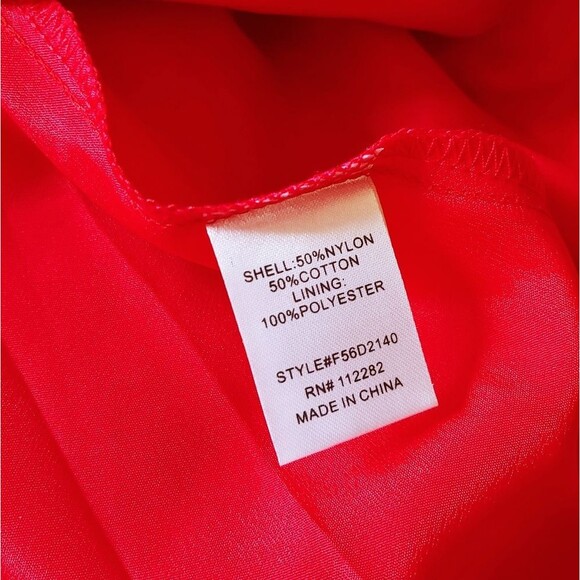 SHELL:50%NYLON
50%COTTON
LINING:
100%POLYESTER
STYLE#F56D2140
RN# 112282
MADE IN CHINA